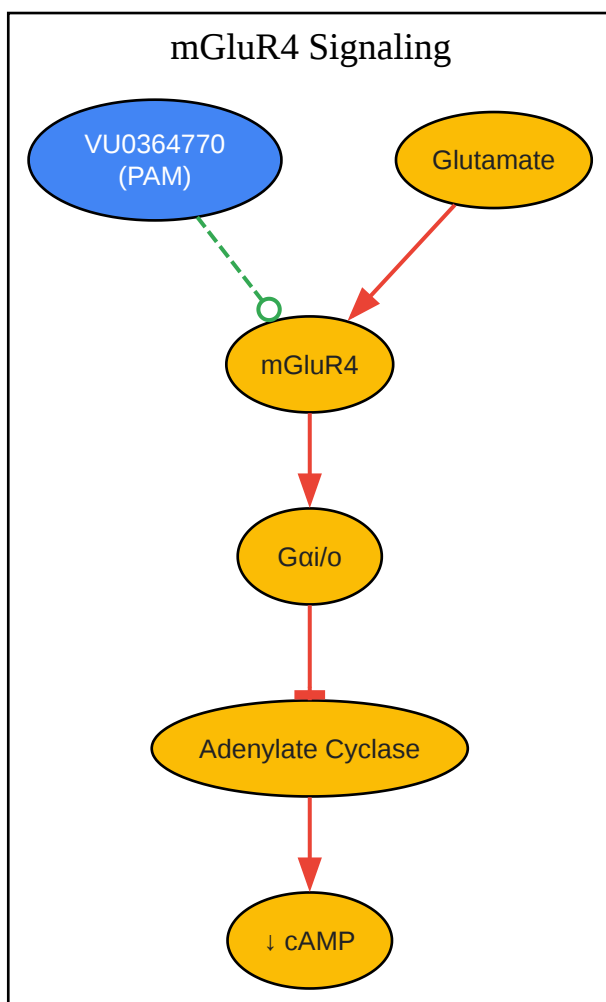 mGluR4 Signaling
VU0364770
(PAM)
Glutamate
mGluR4
Gαi/o
Adenylate Cyclase
↓ cAMP